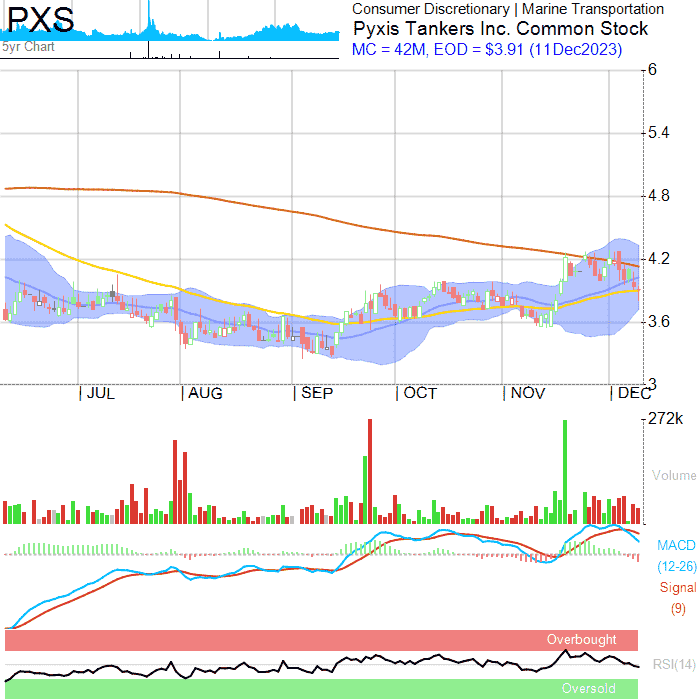 PXS
5yr Chart
Consumer Discretionary | Marine Transportation
Pyxis Tankers Inc. Common Stock
MC = 42M, EOD = $3.91 (11Dec2023)
6
5.4
4.8
4.2
3.6
3
| JUL | AUG | SEP | OCT | NOV | DEC
272k
Volume
MACD
(12-26)
Signal
(9)
Overbought
RSI(14)
Oversold